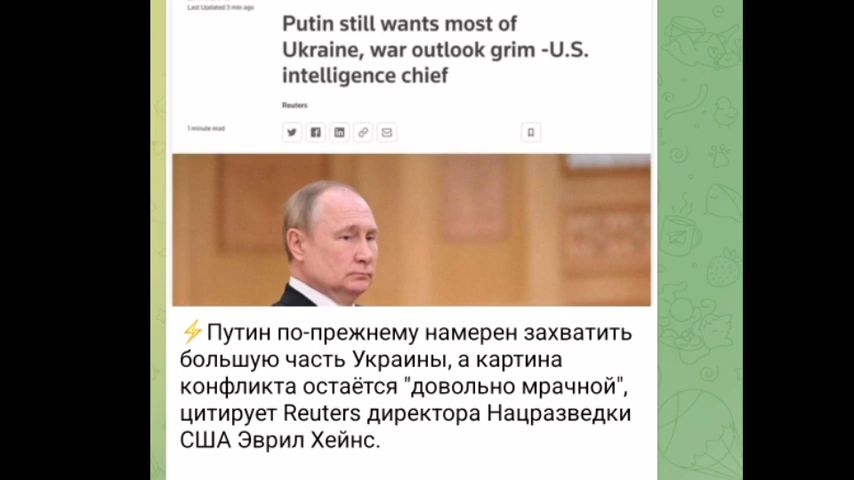 Last Updated 3 min ago
Putin still wants most of
Ukraine, war outlook grim -U.S.
intelligence chief
Reuters
1 minute read
⚡Путин по-прежнему намерен захватить
большую часть Украины, а картина
конфликта остаётся "довольно мрачной",
цитирует Reuters директора Нацразведки
США Эврил Хейнс.